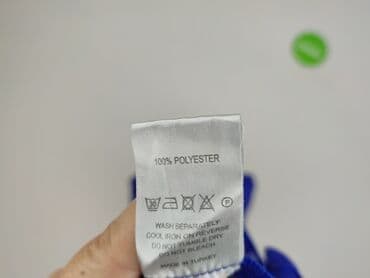 100% POLYESTER
WASH SEPARATELY
COOL IRON ON REVERSE
DO NOT TUMBLE DRY
DO NOT BLEACH
MADE IN TURKEY